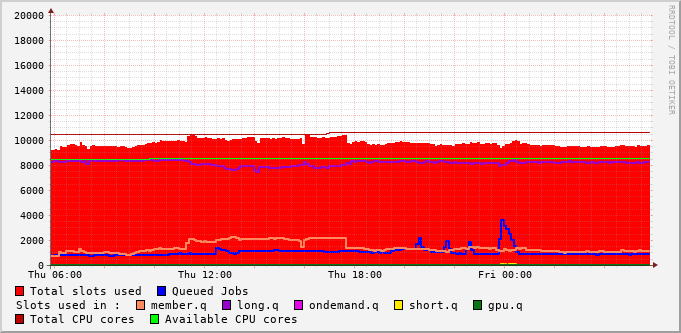 20000
18000
16000
14000
12000
10000
8000
6000
4000
2000
0
Thu 06:00 Thu 12:00 Thu 18:00 Fri 00:00
Total slots used Queued Jobs
Slots used in : member.q long.q ondemand.q short.q gpu.q
Total CPU cores Available CPU cores
RRDTOOL / TOBI OETIKER